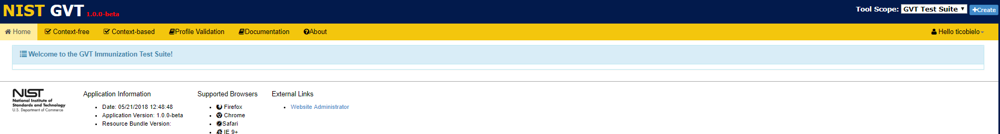 NIST GVT 1.0.0-beta
Tool Scope: GVT Test Suite Create
Home Context-free Context-based Profile Validation Documentation About Hello ticobielo
Welcome to the GVT Immunization Test Suite!
NIST
National Institute of
Standards and Technology
U.S. Department of Commerce
Application Information
Date: 05/21/2018 12:48:48
Application Version: 1.0.0-beta
Resource Bundle Version:
Supported Browsers
Firefox
Chrome
Safari
IE 9+
External Links
Website Administrator